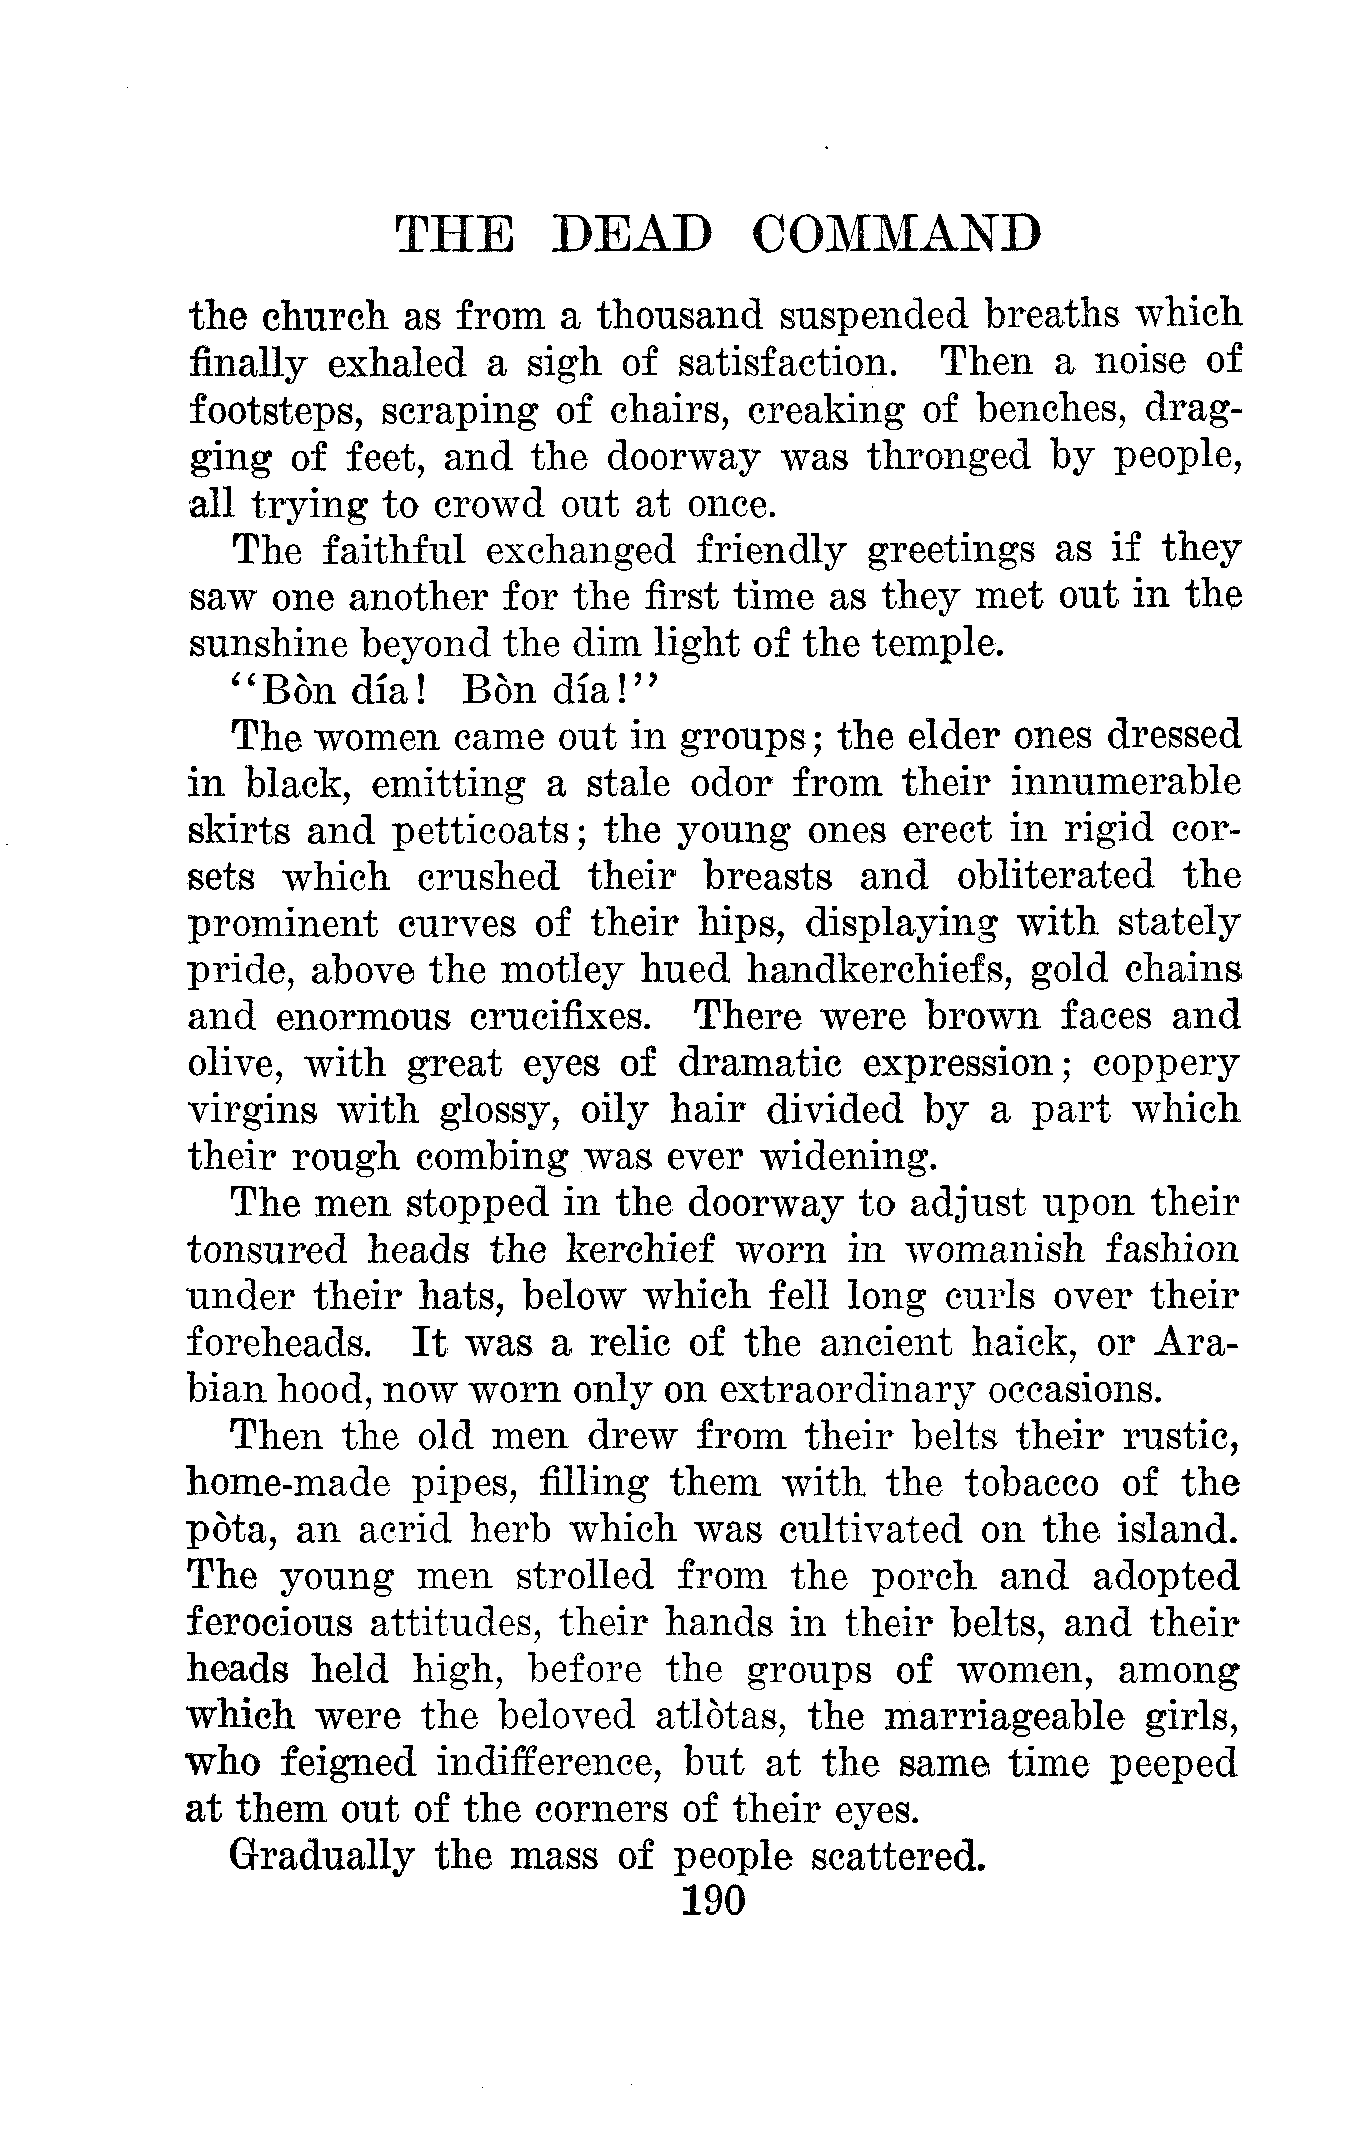 THE DEAD COMMAND
the church as from a thousand suspended breaths which
finally exhaled a sigh of satisfaction. Then a noise of
footsteps, scraping of chairs, creaking of benches, drag-
ging of feet, and the doorway was thronged by people,
all trying to crowd out at once.
The faithful exchanged friendly greetings as if they
saw one another for the first time as they met out in the
sunshine beyond the dim light of the temple.
"Bòn día! Bòn día!"
The women came out in groups; the elder ones dressed
in black, emitting a stale odor from their innumerable
skirts and petticoats; the young ones erect in rigid cor-
sets which crushed their breasts and obliterated the
prominent curves of their hips, displaying with stately
pride, above the motley hued handkerchiefs, gold chains
and enormous crucifixes. There were brown faces and
olive, with great eyes of dramatic expression; coppery
virgins with glossy, oily hair divided by a part which
their rough combing was ever widening.
The men stopped in the doorway to adjust upon their
tonsured heads the kerchief worn in womanish fashion
under their hats, below which fell long curls over their
foreheads. It was a relic of the ancient haick, or Ara-
bian hood, now worn only on extraordinary occasions.
Then the old men drew from their belts their rustic,
home-made pipes, filling them with the tobacco of the
pòta, an acrid herb which was cultivated on the island.
The young men strolled from the porch and adopted
ferocious attitudes, their hands in their belts, and their
heads held high, before the groups of women, among
which were the beloved atlòtas, the marriageable girls,
who feigned indifference, but at the same time peeped
at them out of the corners of their eyes.
Gradually the mass of people scattered.
190